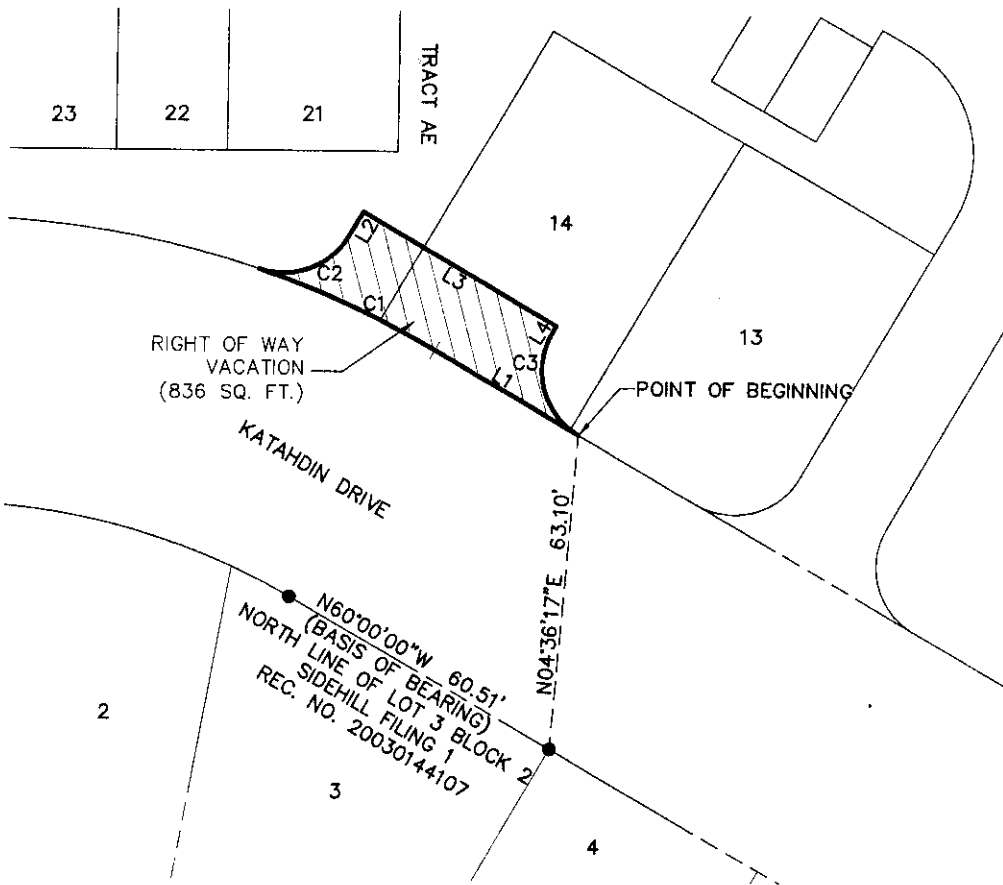 TRACT AE
23
22
21
14
13
L2
L3
L4
C2
C1
C3
L1
RIGHT OF WAY
VACATION
(836 SQ. FT.)
POINT OF BEGINNING
KATAHDIN DRIVE
N04°36'17"E 63.10'
N60°00'00"W 60.51'
(BASIS OF BEARING)
NORTH LINE OF LOT 3 BLOCK 2
SIDEHILL FILING 1
REC. NO. 20030144107
2
3
4